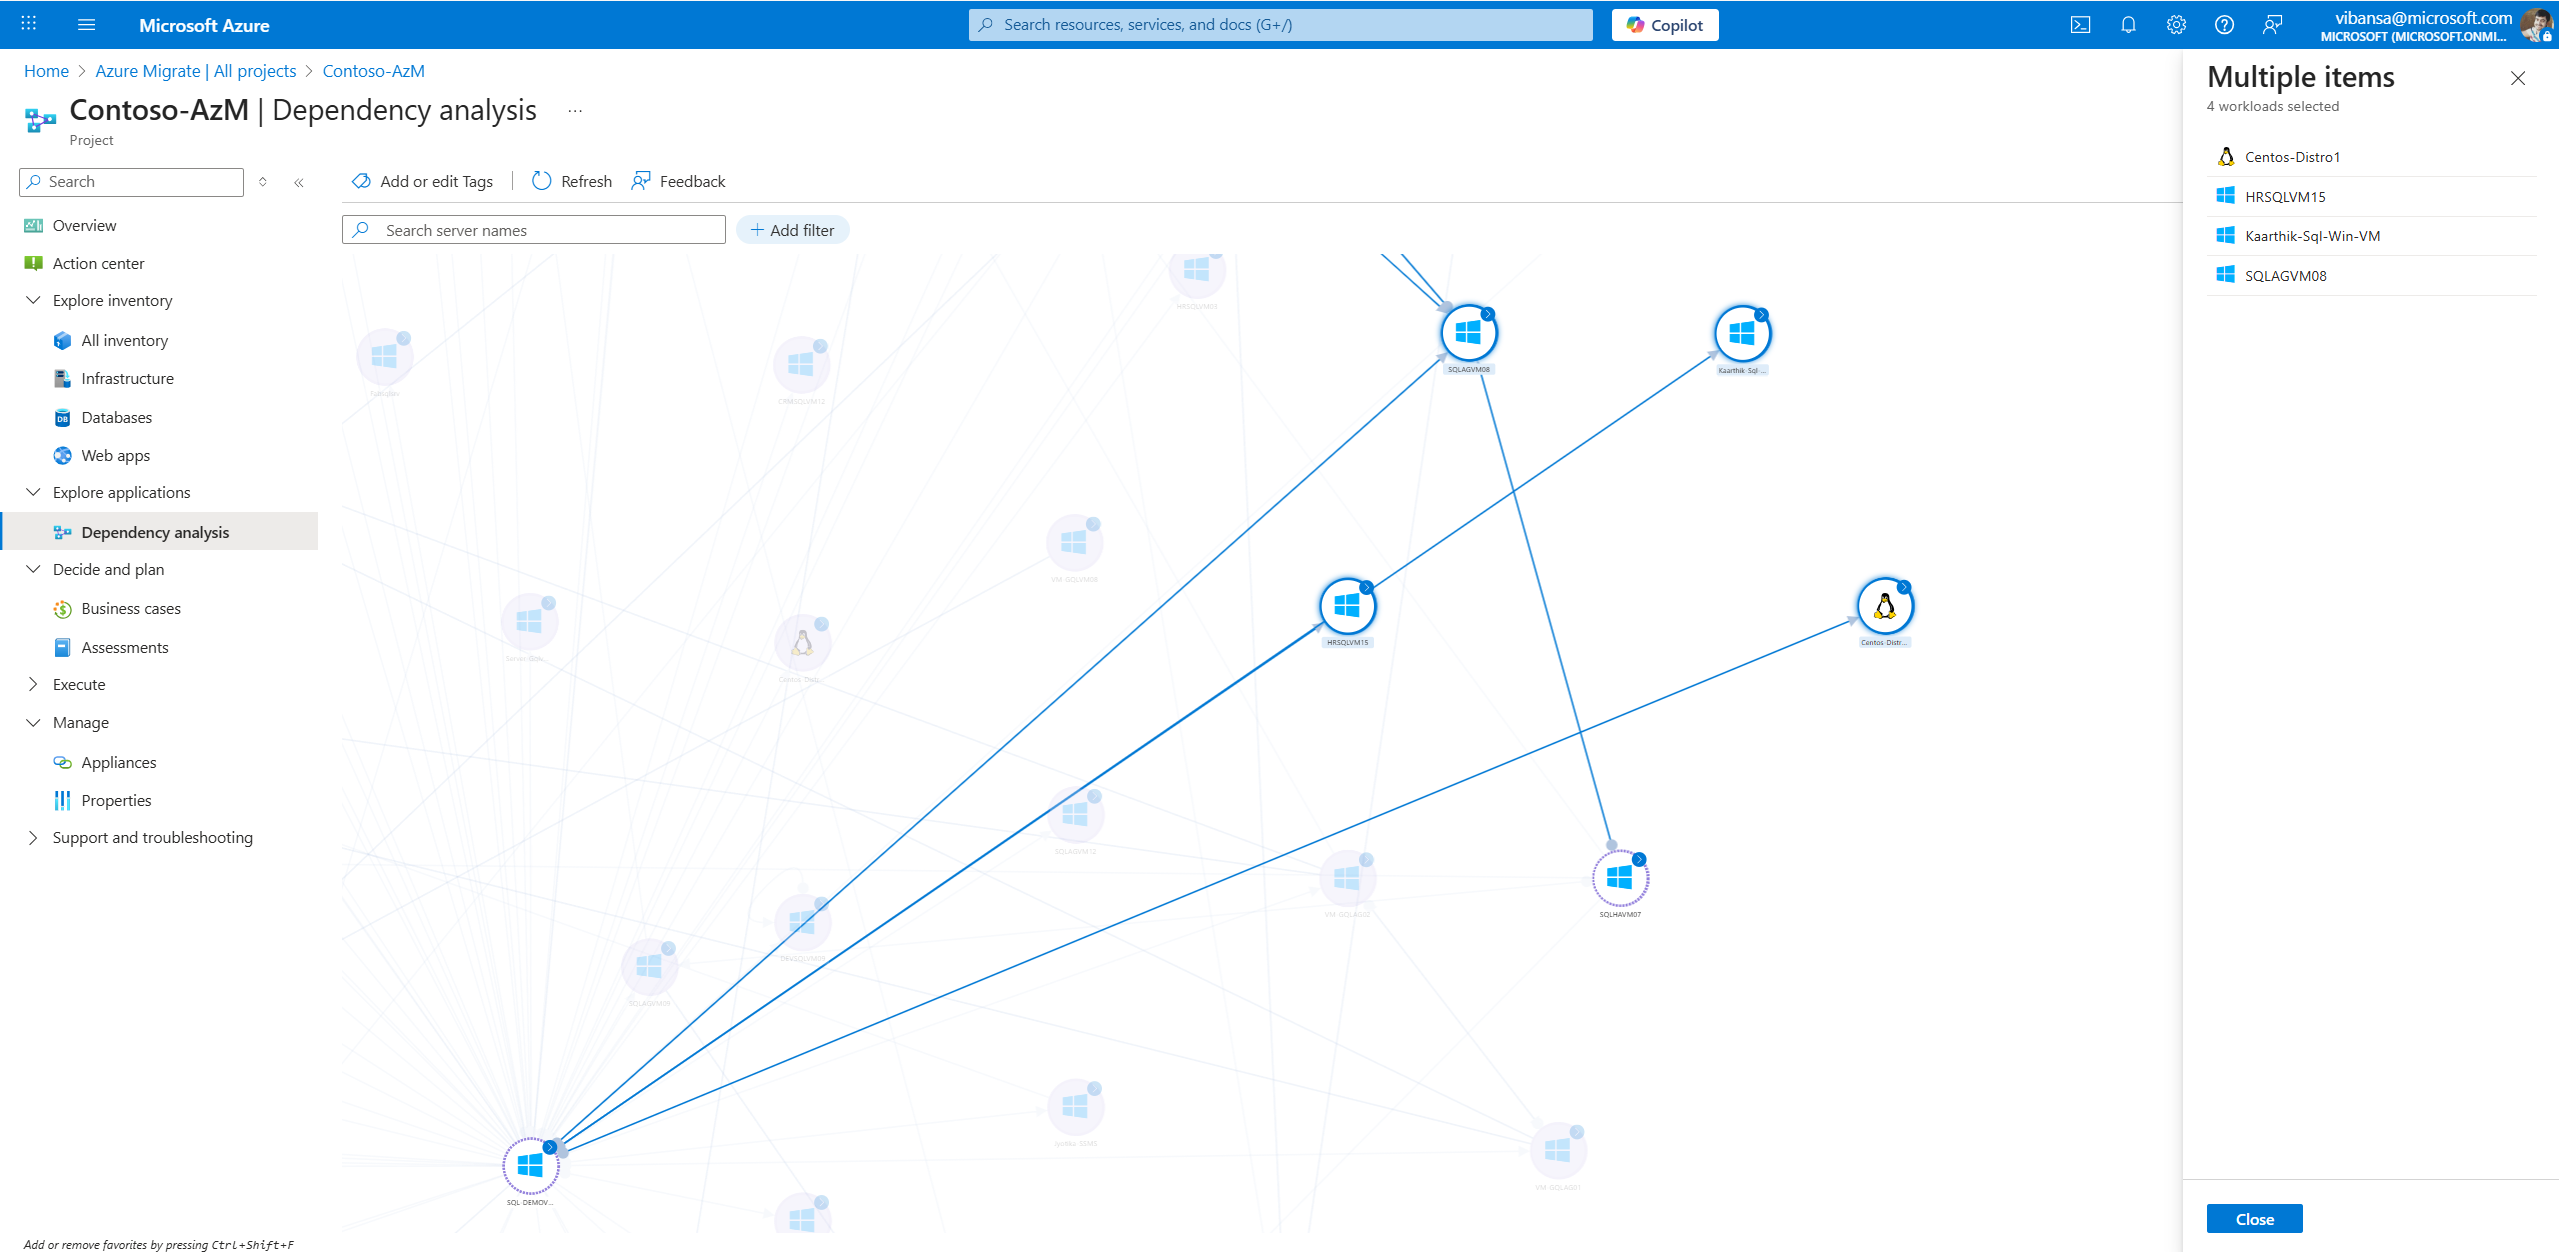 Microsoft Azure
Search resources, services, and docs (G+/)
Copilot
vibansa@microsoft.com
MICROSOFT (MICROSOFT.ONMI...
Home > Azure Migrate | All projects > Contoso-AzM
Contoso-AzM | Dependency analysis ...
Project
Search
Overview
Action center
Explore inventory
All inventory
Infrastructure
Databases
Web apps
Explore applications
Dependency analysis
Decide and plan
Business cases
Assessments
Execute
Manage
Appliances
Properties
Support and troubleshooting
Add or remove favorites by pressing Ctrl+Shift+F
Add or edit Tags
Refresh
Feedback
Search server names
Add filter
HRSQLVM03
SQLAGVM08
Kaarthik-Sql-...
CRMSQLVM12
HRSQLVM15
Centos-Distr...
SQLAGVM12
SQLHAVM07
DEVSQLVM09
SQL-DEMOV...
Multiple items
4 workloads selected
Centos-Distro1
HRSQLVM15
Kaarthik-Sql-Win-VM
SQLAGVM08
Close